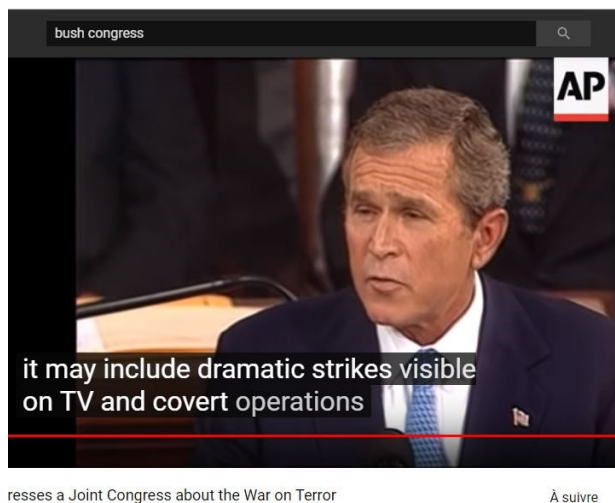 bush congress
AP
it may include dramatic strikes visible
on TV and covert operations
resses a Joint Congress about the War on Terror
À suivre